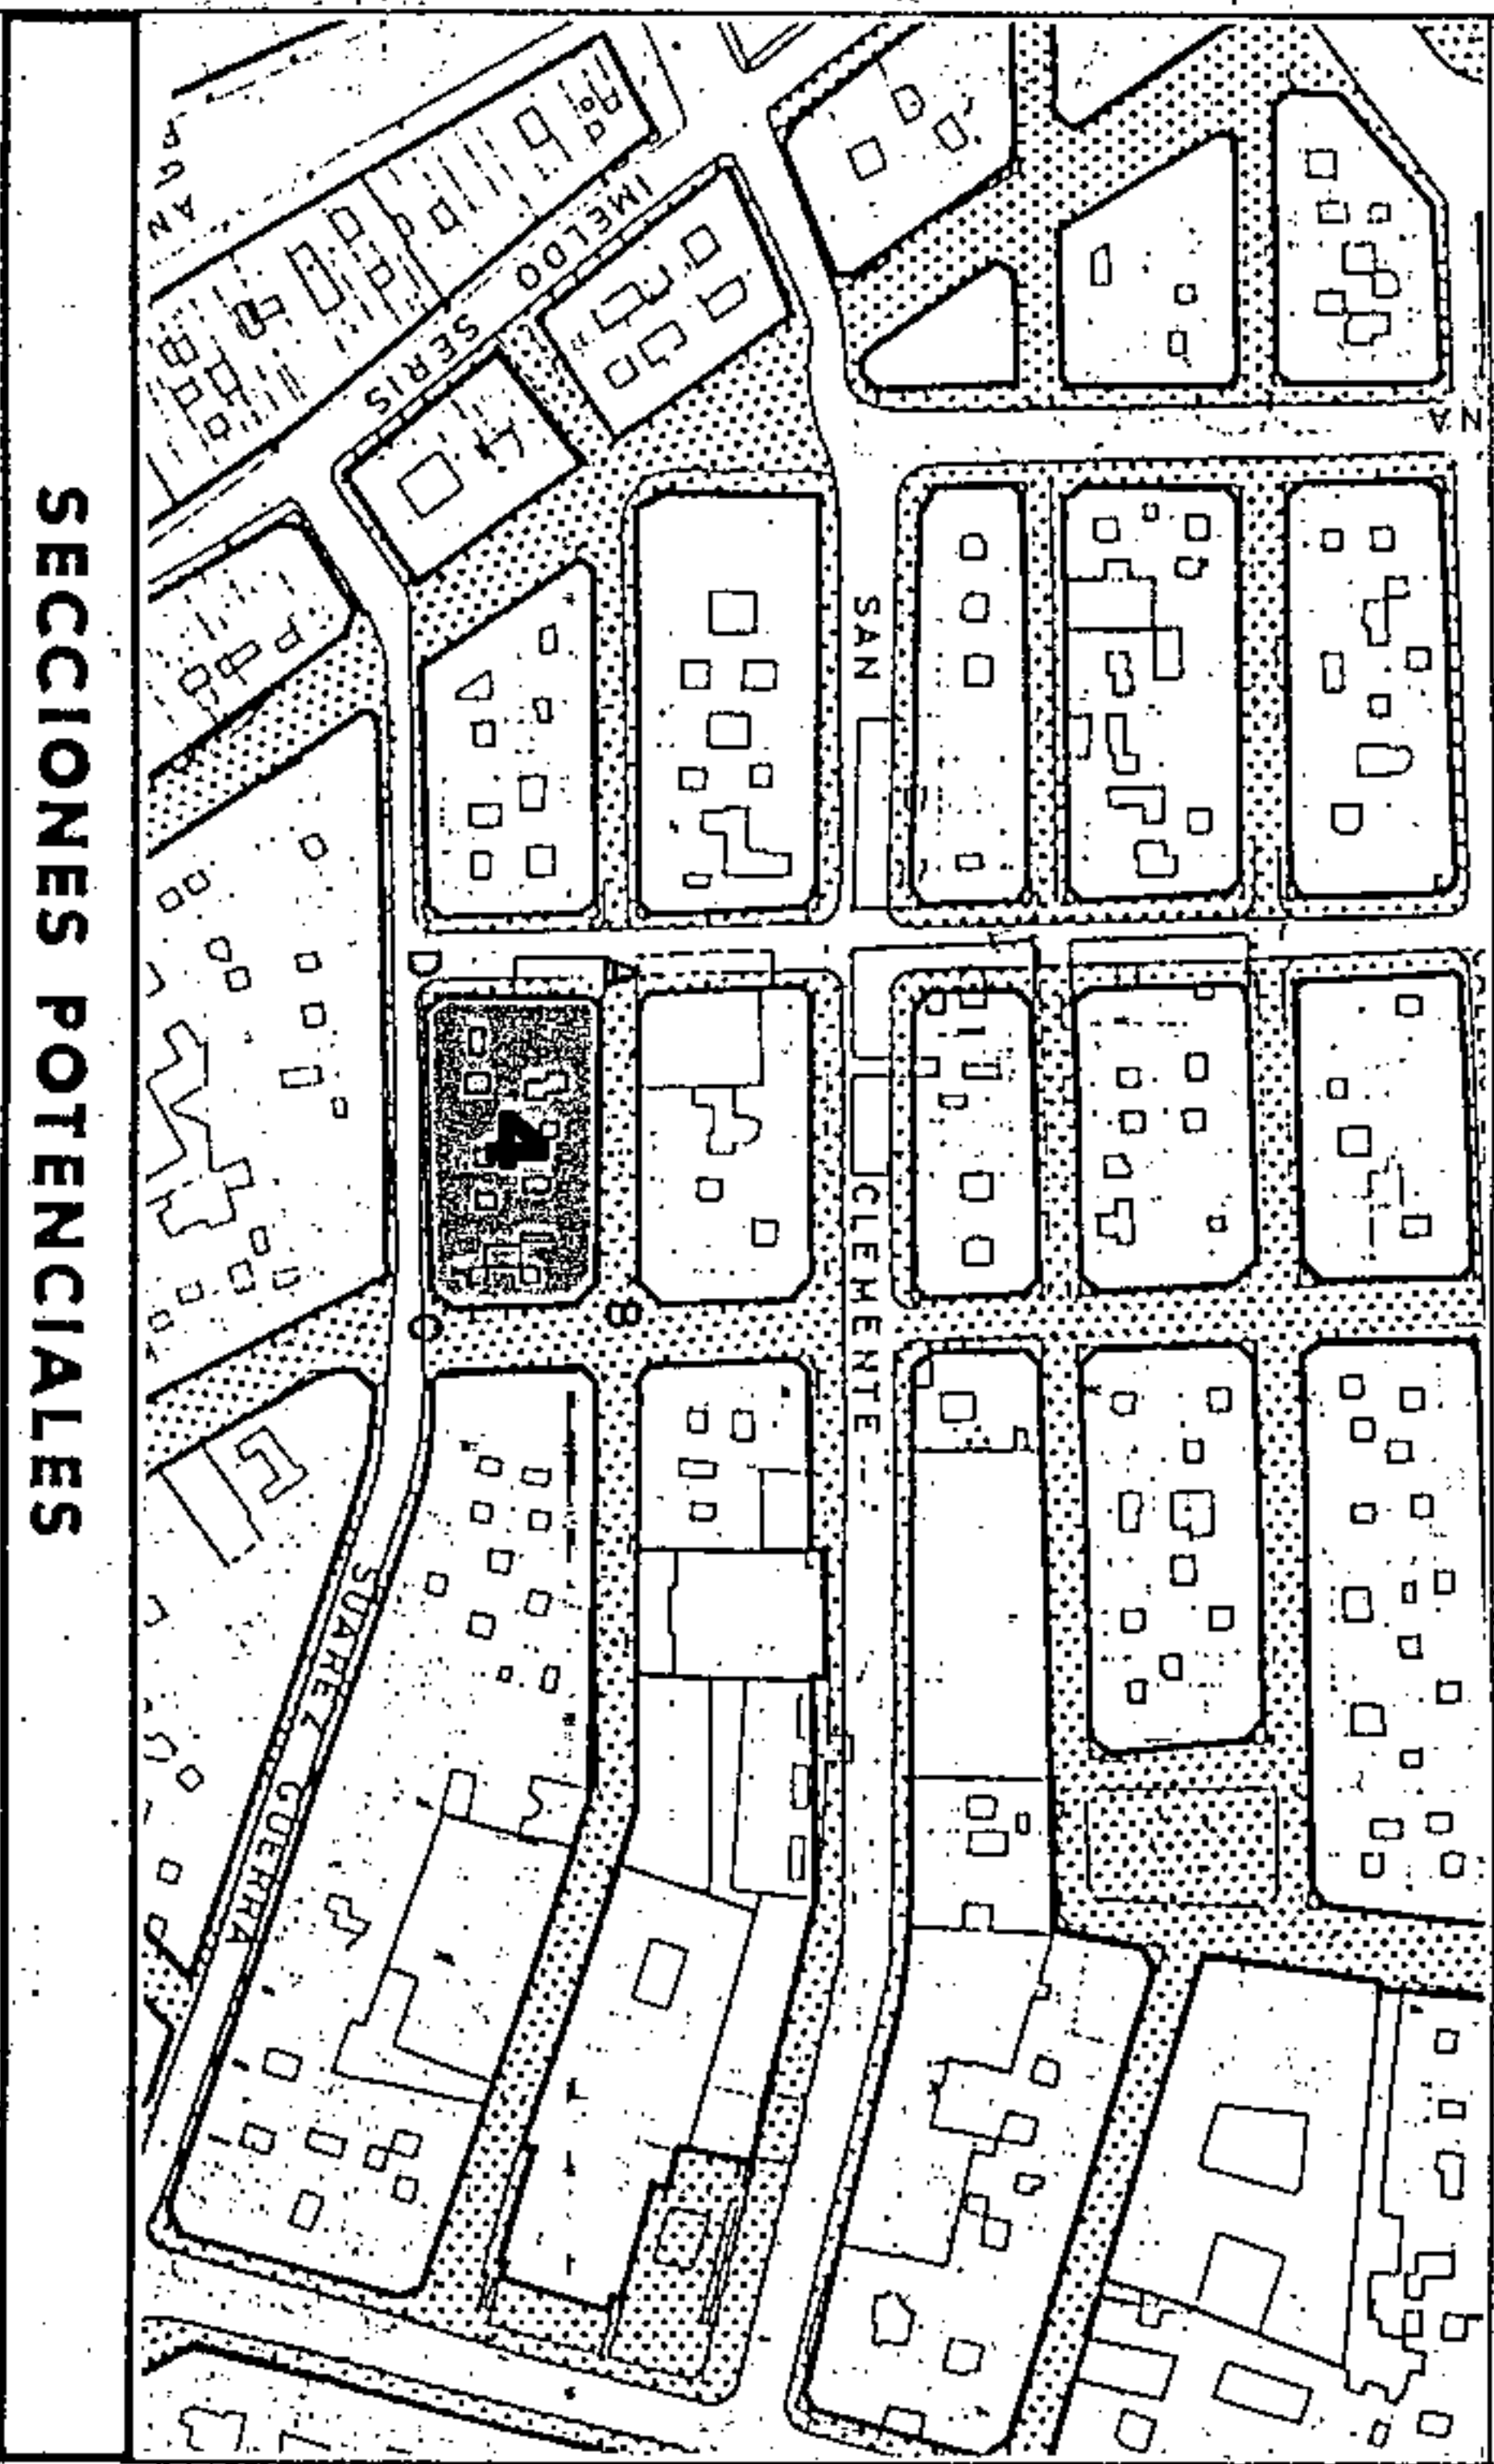 SECCIONES POTENCIALES
IMELDO SERIS
SAN CLEMENTE
SUAREZ GUERRA
4
A
B
C
D